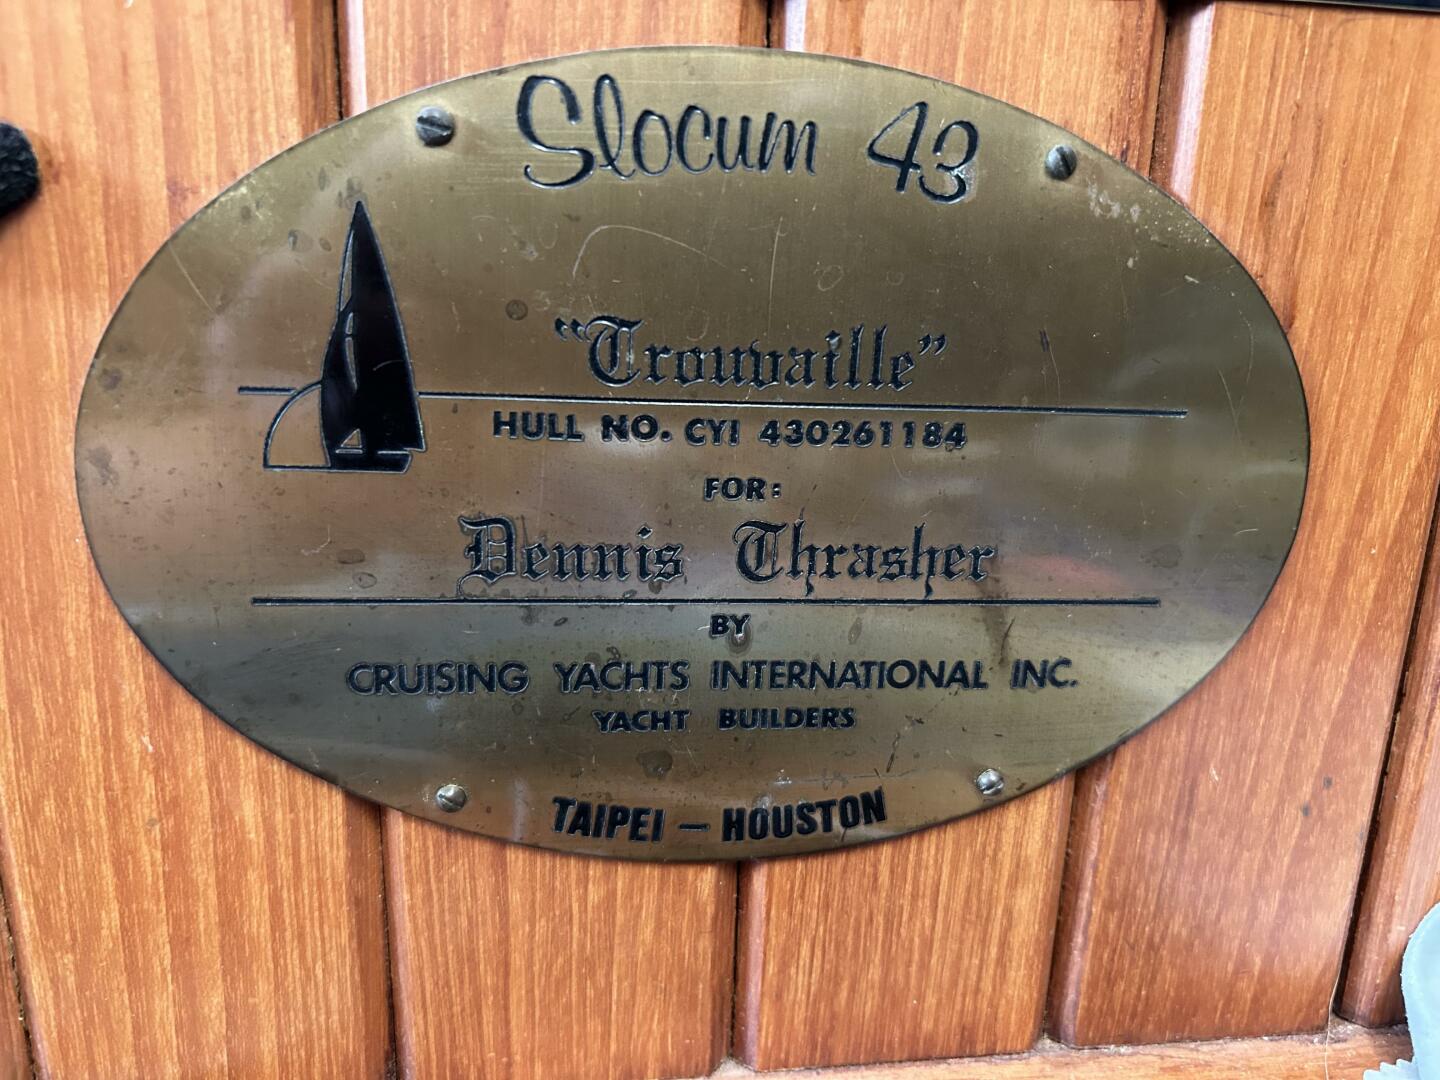 Slocum 43
"Trouvaille"
HULL NO. CYI 430261184
FOR:
Dennis Thrasher
BY
CRUISING YACHTS INTERNATIONAL INC.
YACHT BUILDERS
TAIPEI – HOUSTON